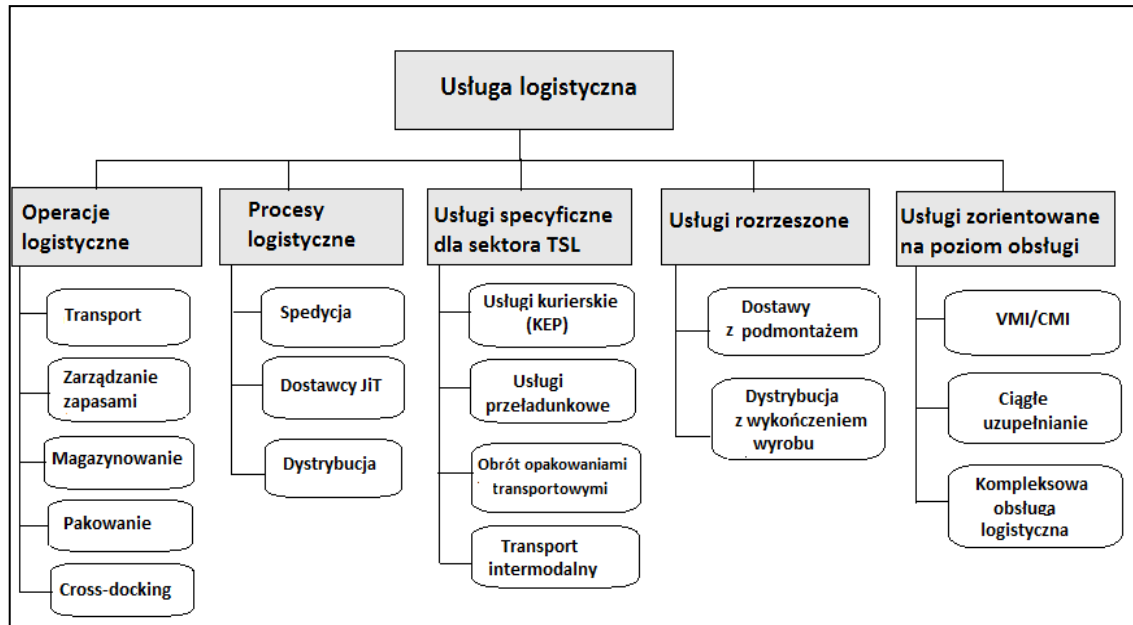 Usługa logistyczna
Operacje
logistyczne
Transport
Zarządzanie
zapasami
Magazynowanie
Pakowanie
Cross-docking
Procesy
logistyczne
Spedycja
Dostawcy JiT
Dystrybucja
Usługi specyficzne
dla sektora TSL
Usługi kurierskie
(KEP)
Usługi
przeładunkowe
Obrót opakowaniami
transportowymi
Transport
intermodalny
Usługi rozrzeszone
Dostawy
z podmontażem
Dystrybucja
z wykończeniem
wyrobu
Usługi zorientowane
na poziom obsługi
VMI/CMI
Ciągłe
uzupełnianie
Kompleksowa
obsługa
logistyczna